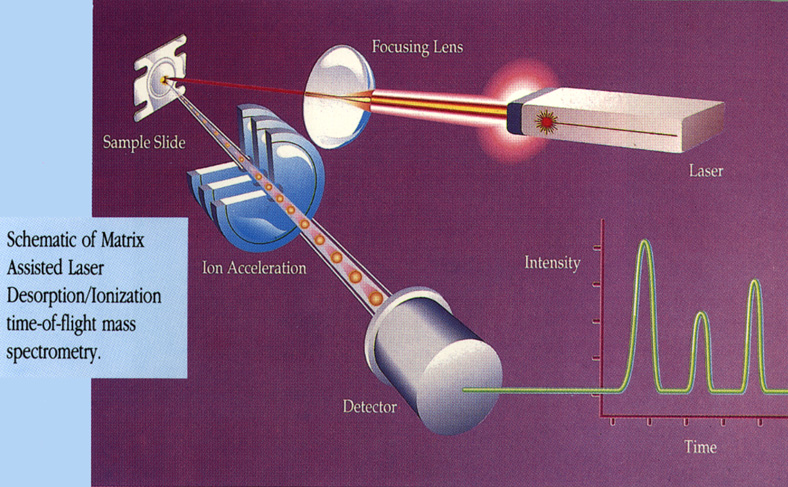 Focusing Lens
Sample Slide
Laser
Schematic of Matrix
Assisted Laser
Desorption/Ionization
time-of-flight mass
spectrometry.
Ion Acceleration
Intensity
Detector
Time